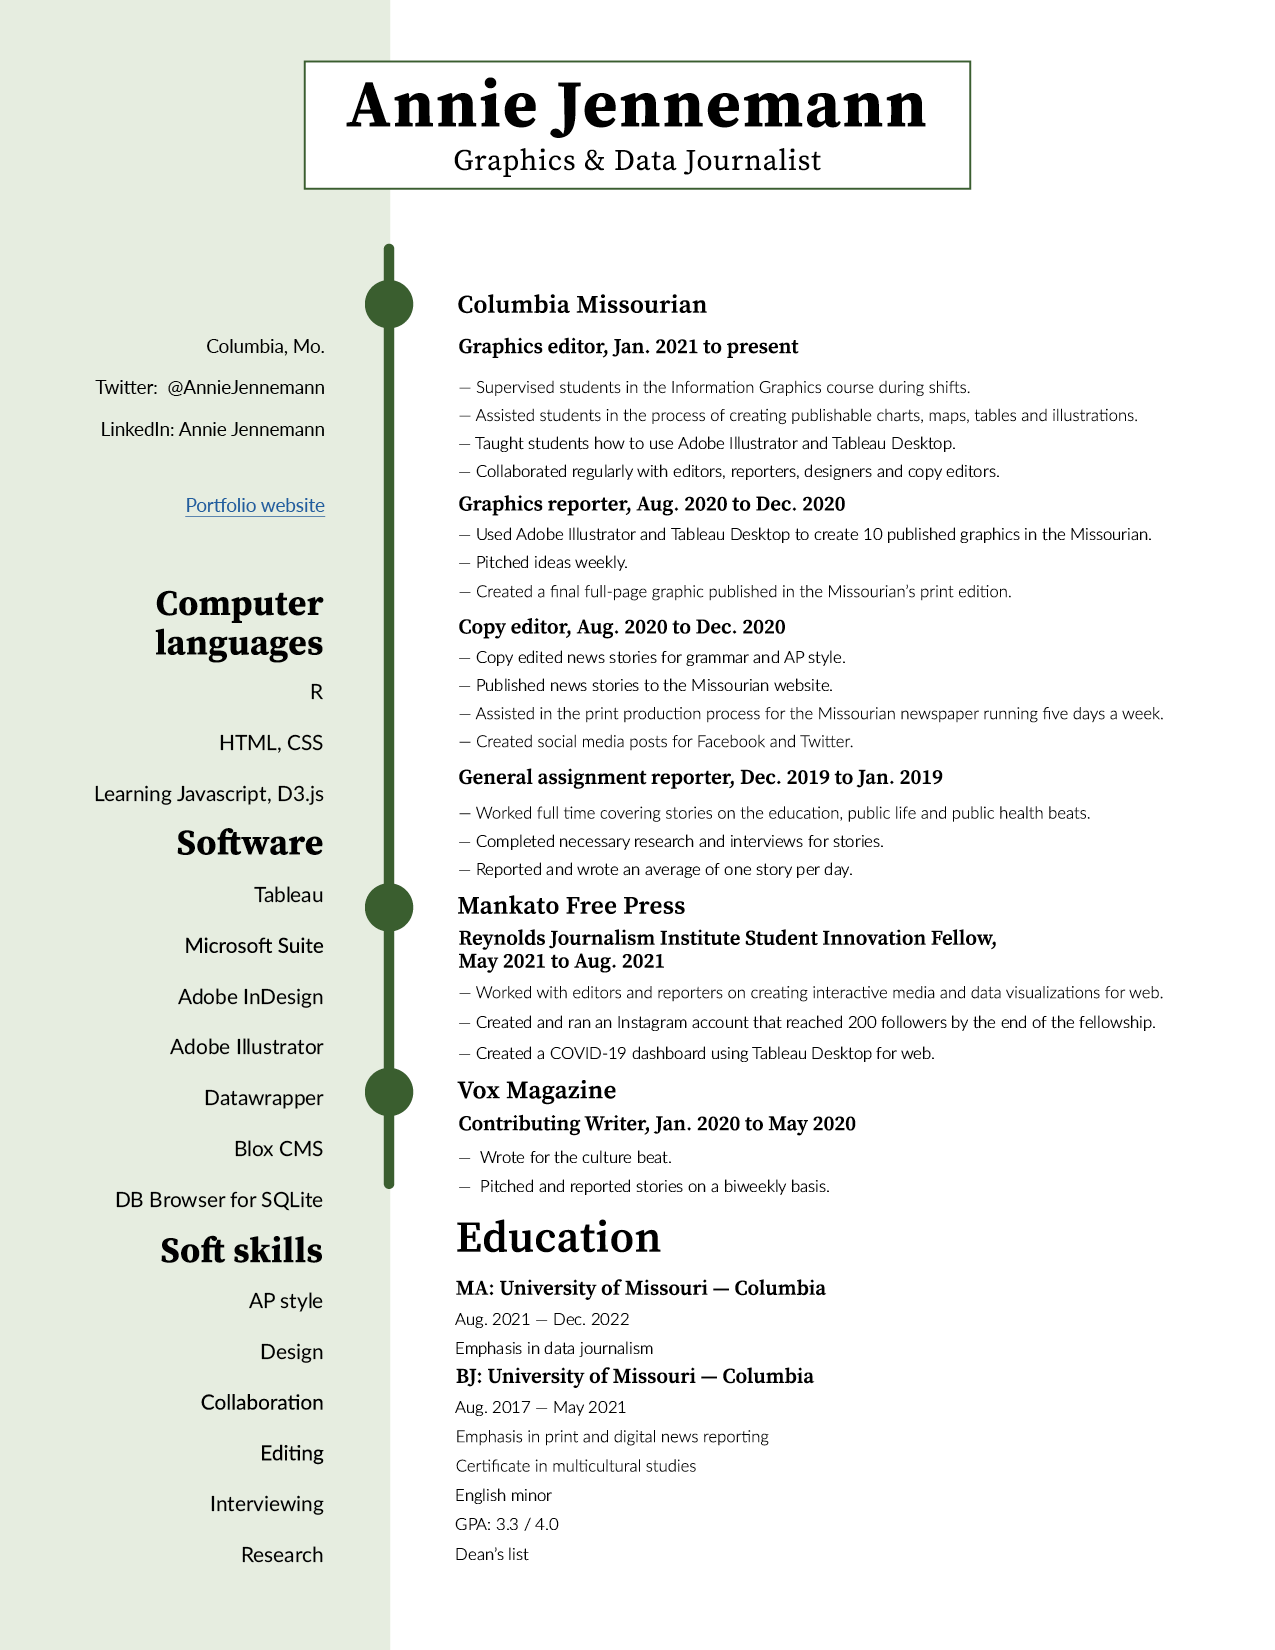 Annie Jennemann
Graphics & Data Journalist
Columbia, Mo.
Twitter:  @AnnieJennemann
LinkedIn: Annie Jennemann
Portfolio website
Computer
languages
R
HTML, CSS
Learning Javascript, D3.js
Software
Tableau
Microsoft Suite
Adobe InDesign
Adobe Illustrator
Datawrapper
Blox CMS
DB Browser for SQLite
Soft skills
AP style
Design
Collaboration
Editing
Interviewing
Research
Columbia Missourian
Graphics editor, Jan. 2021 to present
— Supervised students in the Information Graphics course during shifts.
— Assisted students in the process of creating publishable charts, maps, tables and illustrations.
— Taught students how to use Adobe Illustrator and Tableau Desktop.
— Collaborated regularly with editors, reporters, designers and copy editors.
Graphics reporter, Aug. 2020 to Dec. 2020
— Used Adobe Illustrator and Tableau Desktop to create 10 published graphics in the Missourian.
— Pitched ideas weekly.
— Created a final full-page graphic published in the Missourian’s print edition.
Copy editor, Aug. 2020 to Dec. 2020
— Copy edited news stories for grammar and AP style.
— Published news stories to the Missourian website.
— Assisted in the print production process for the Missourian newspaper running five days a week.
— Created social media posts for Facebook and Twitter.
General assignment reporter, Dec. 2019 to Jan. 2019
— Worked full time covering stories on the education, public life and public health beats.
— Completed necessary research and interviews for stories.
— Reported and wrote an average of one story per day.
Mankato Free Press
Reynolds Journalism Institute Student Innovation Fellow,
May 2021 to Aug. 2021
— Worked with editors and reporters on creating interactive media and data visualizations for web.
— Created and ran an Instagram account that reached 200 followers by the end of the fellowship.
— Created a COVID-19 dashboard using Tableau Desktop for web.
Vox Magazine
Contributing Writer, Jan. 2020 to May 2020
—  Wrote for the culture beat.
—  Pitched and reported stories on a biweekly basis.
Education
MA: University of Missouri — Columbia
Aug. 2021 — Dec. 2022
Emphasis in data journalism
BJ: University of Missouri — Columbia
Aug. 2017 — May 2021
Emphasis in print and digital news reporting
Certificate in multicultural studies
English minor
GPA: 3.3 / 4.0
Dean’s list